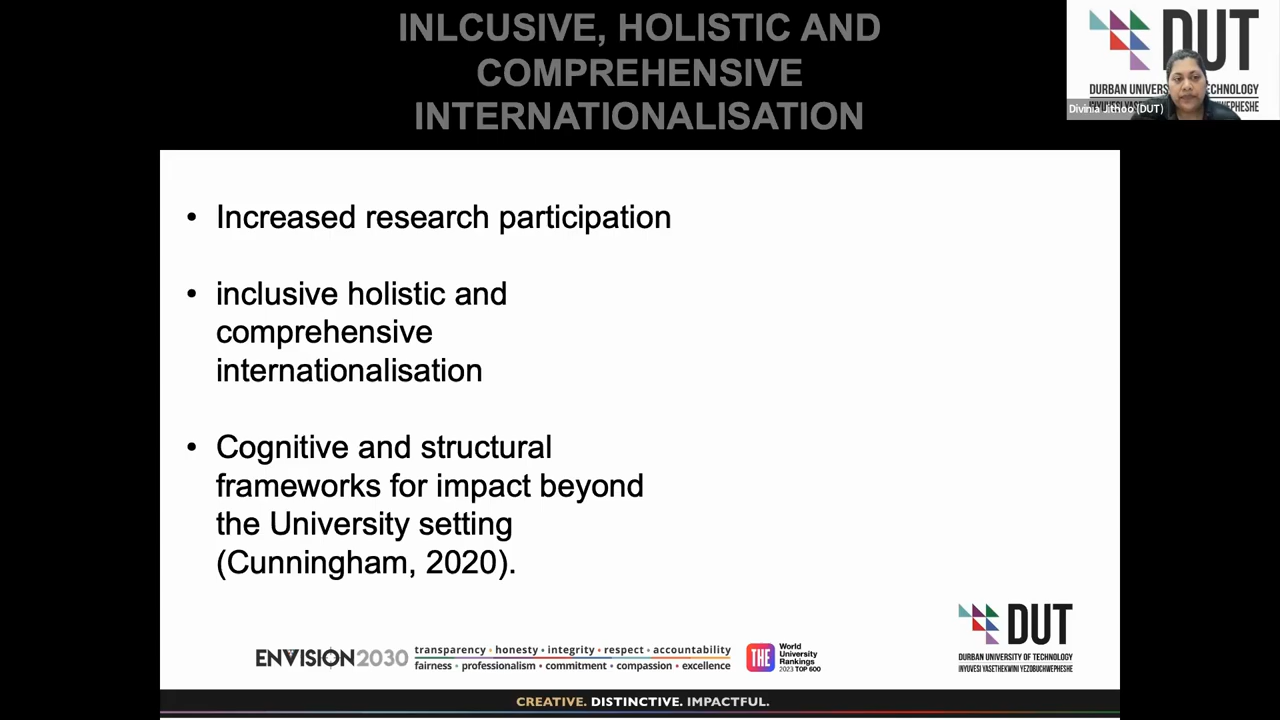 INLCUSIVE, HOLISTIC AND
COMPREHENSIVE
INTERNATIONALISATION
DUT
DURBAN UNIVERSITY OF TECHNOLOGY
Divinia Jithoo (DUT)
• Increased research participation
• inclusive holistic and
comprehensive
internationalisation
• Cognitive and structural
frameworks for impact beyond
the University setting
(Cunningham, 2020).
ENVISION2030
transparency • honesty • integrity • respect • accountability
fairness • professionalism • commitment • compassion • excellence
THE
World
University
Rankings
2023 TOP 600
DUT
DURBAN UNIVERSITY OF TECHNOLOGY
INYUVESI YASETHEKWINI YEZOBUCHWEPHESHE
CREATIVE. DISTINCTIVE. IMPACTFUL.